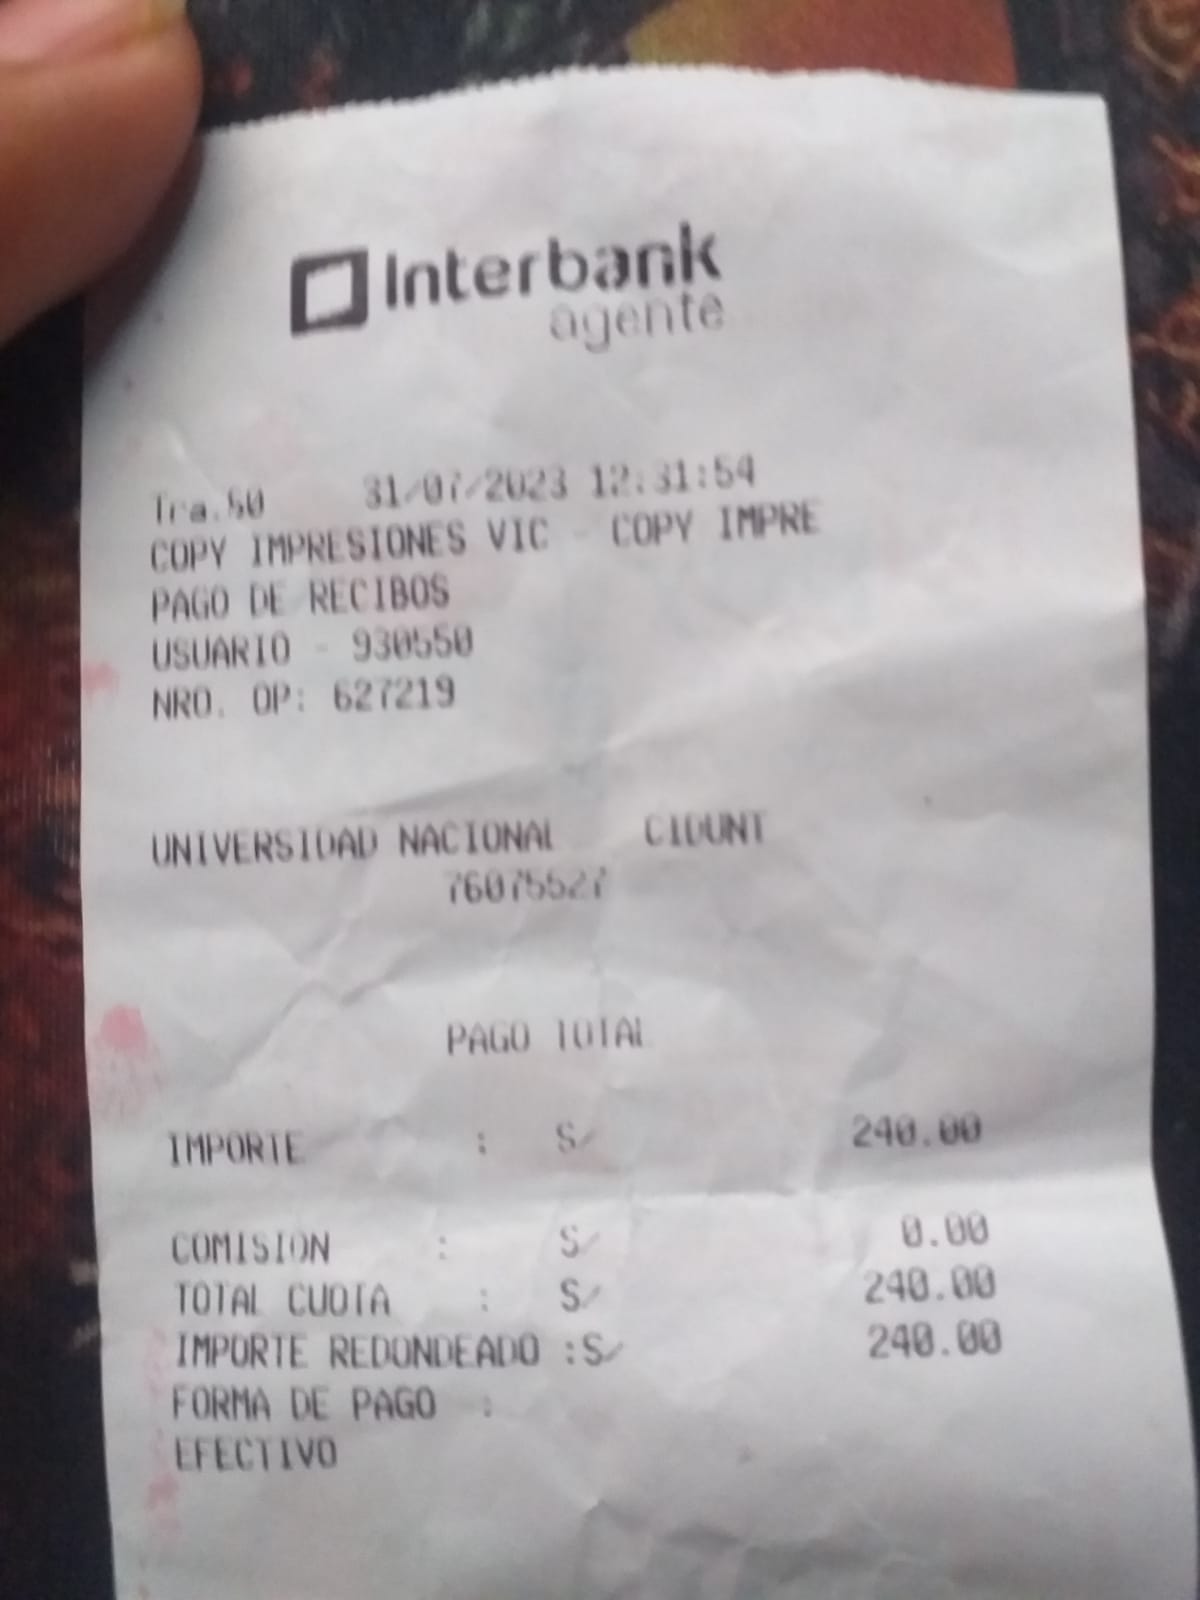 Interbank
agente
Tra.50 31/07/2023 12:31:54
COPY IMPRESIONES VIC - COPY IMPRE
PAGO DE RECIBOS
USUARIO - 930550
NRO. OP: 627219
UNIVERSIDAD NACIONAL CIDUNT
76075527
PAGO TOTAL
IMPORTE : S/ 240.00
COMISION : S/ 0.00
TOTAL CUOTA : S/ 240.00
IMPORTE REDONDEADO :S/ 240.00
FORMA DE PAGO :
EFECTIVO